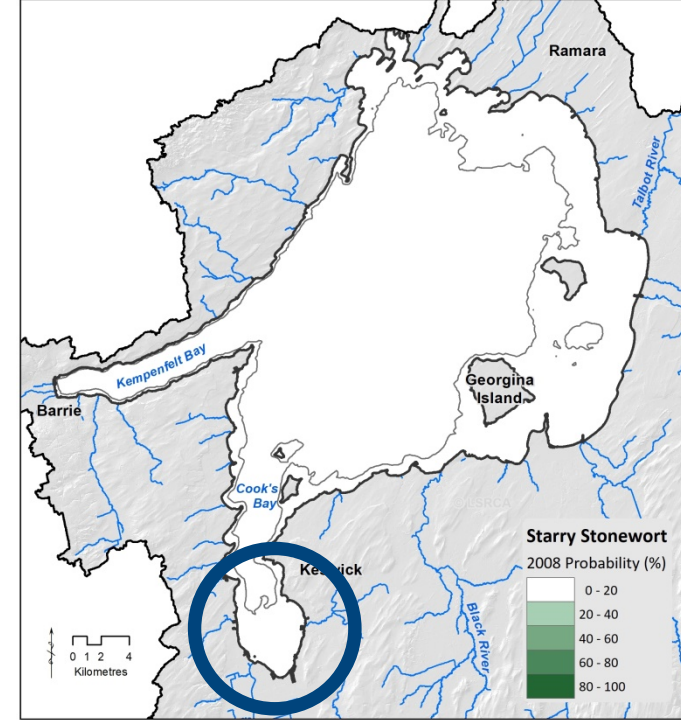 Ramara
Talbot River
Kempenfelt Bay
Barrie
Georgina
Island
Cook's
Bay
LSRCA
Starry Stonewort
2008 Probability (%)
0 - 20
20 - 40
40 - 60
60 - 80
80 - 100
Black River
0 1 2 4
Kilometres